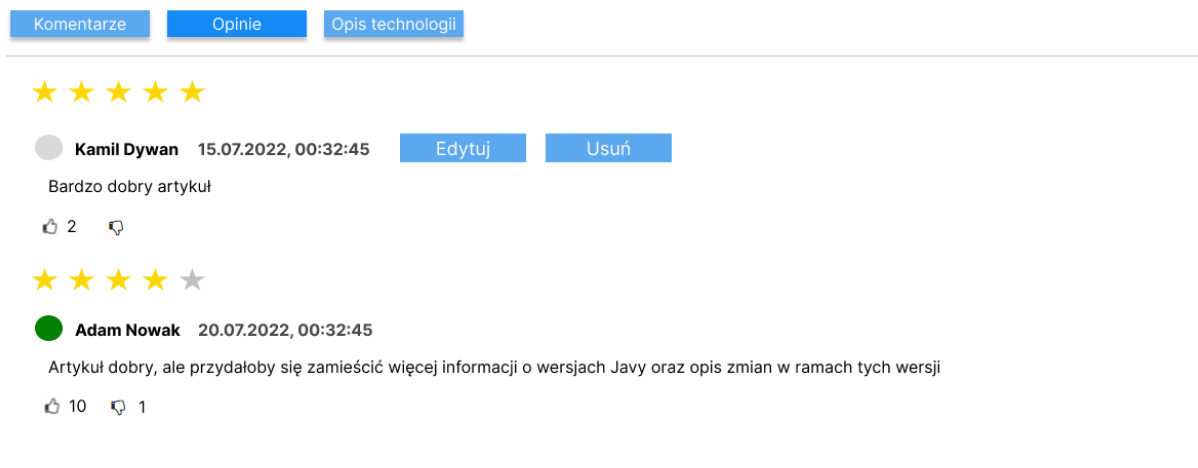 Komentarze Opinie Opis technologii
Kamil Dywan 15.07.2022, 00:32:45 Edytuj Usuń
Bardzo dobry artykuł
2
Adam Nowak 20.07.2022, 00:32:45
Artykuł dobry, ale przydałoby się zamieścić więcej informacji o wersjach Javy oraz opis zmian w ramach tych wersji
10 1